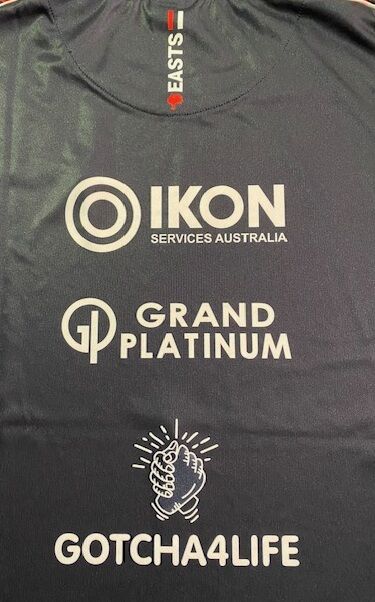 EASTS
IKON
SERVICES AUSTRALIA
GRAND
PLATINUM
GOTCHA4LIFE